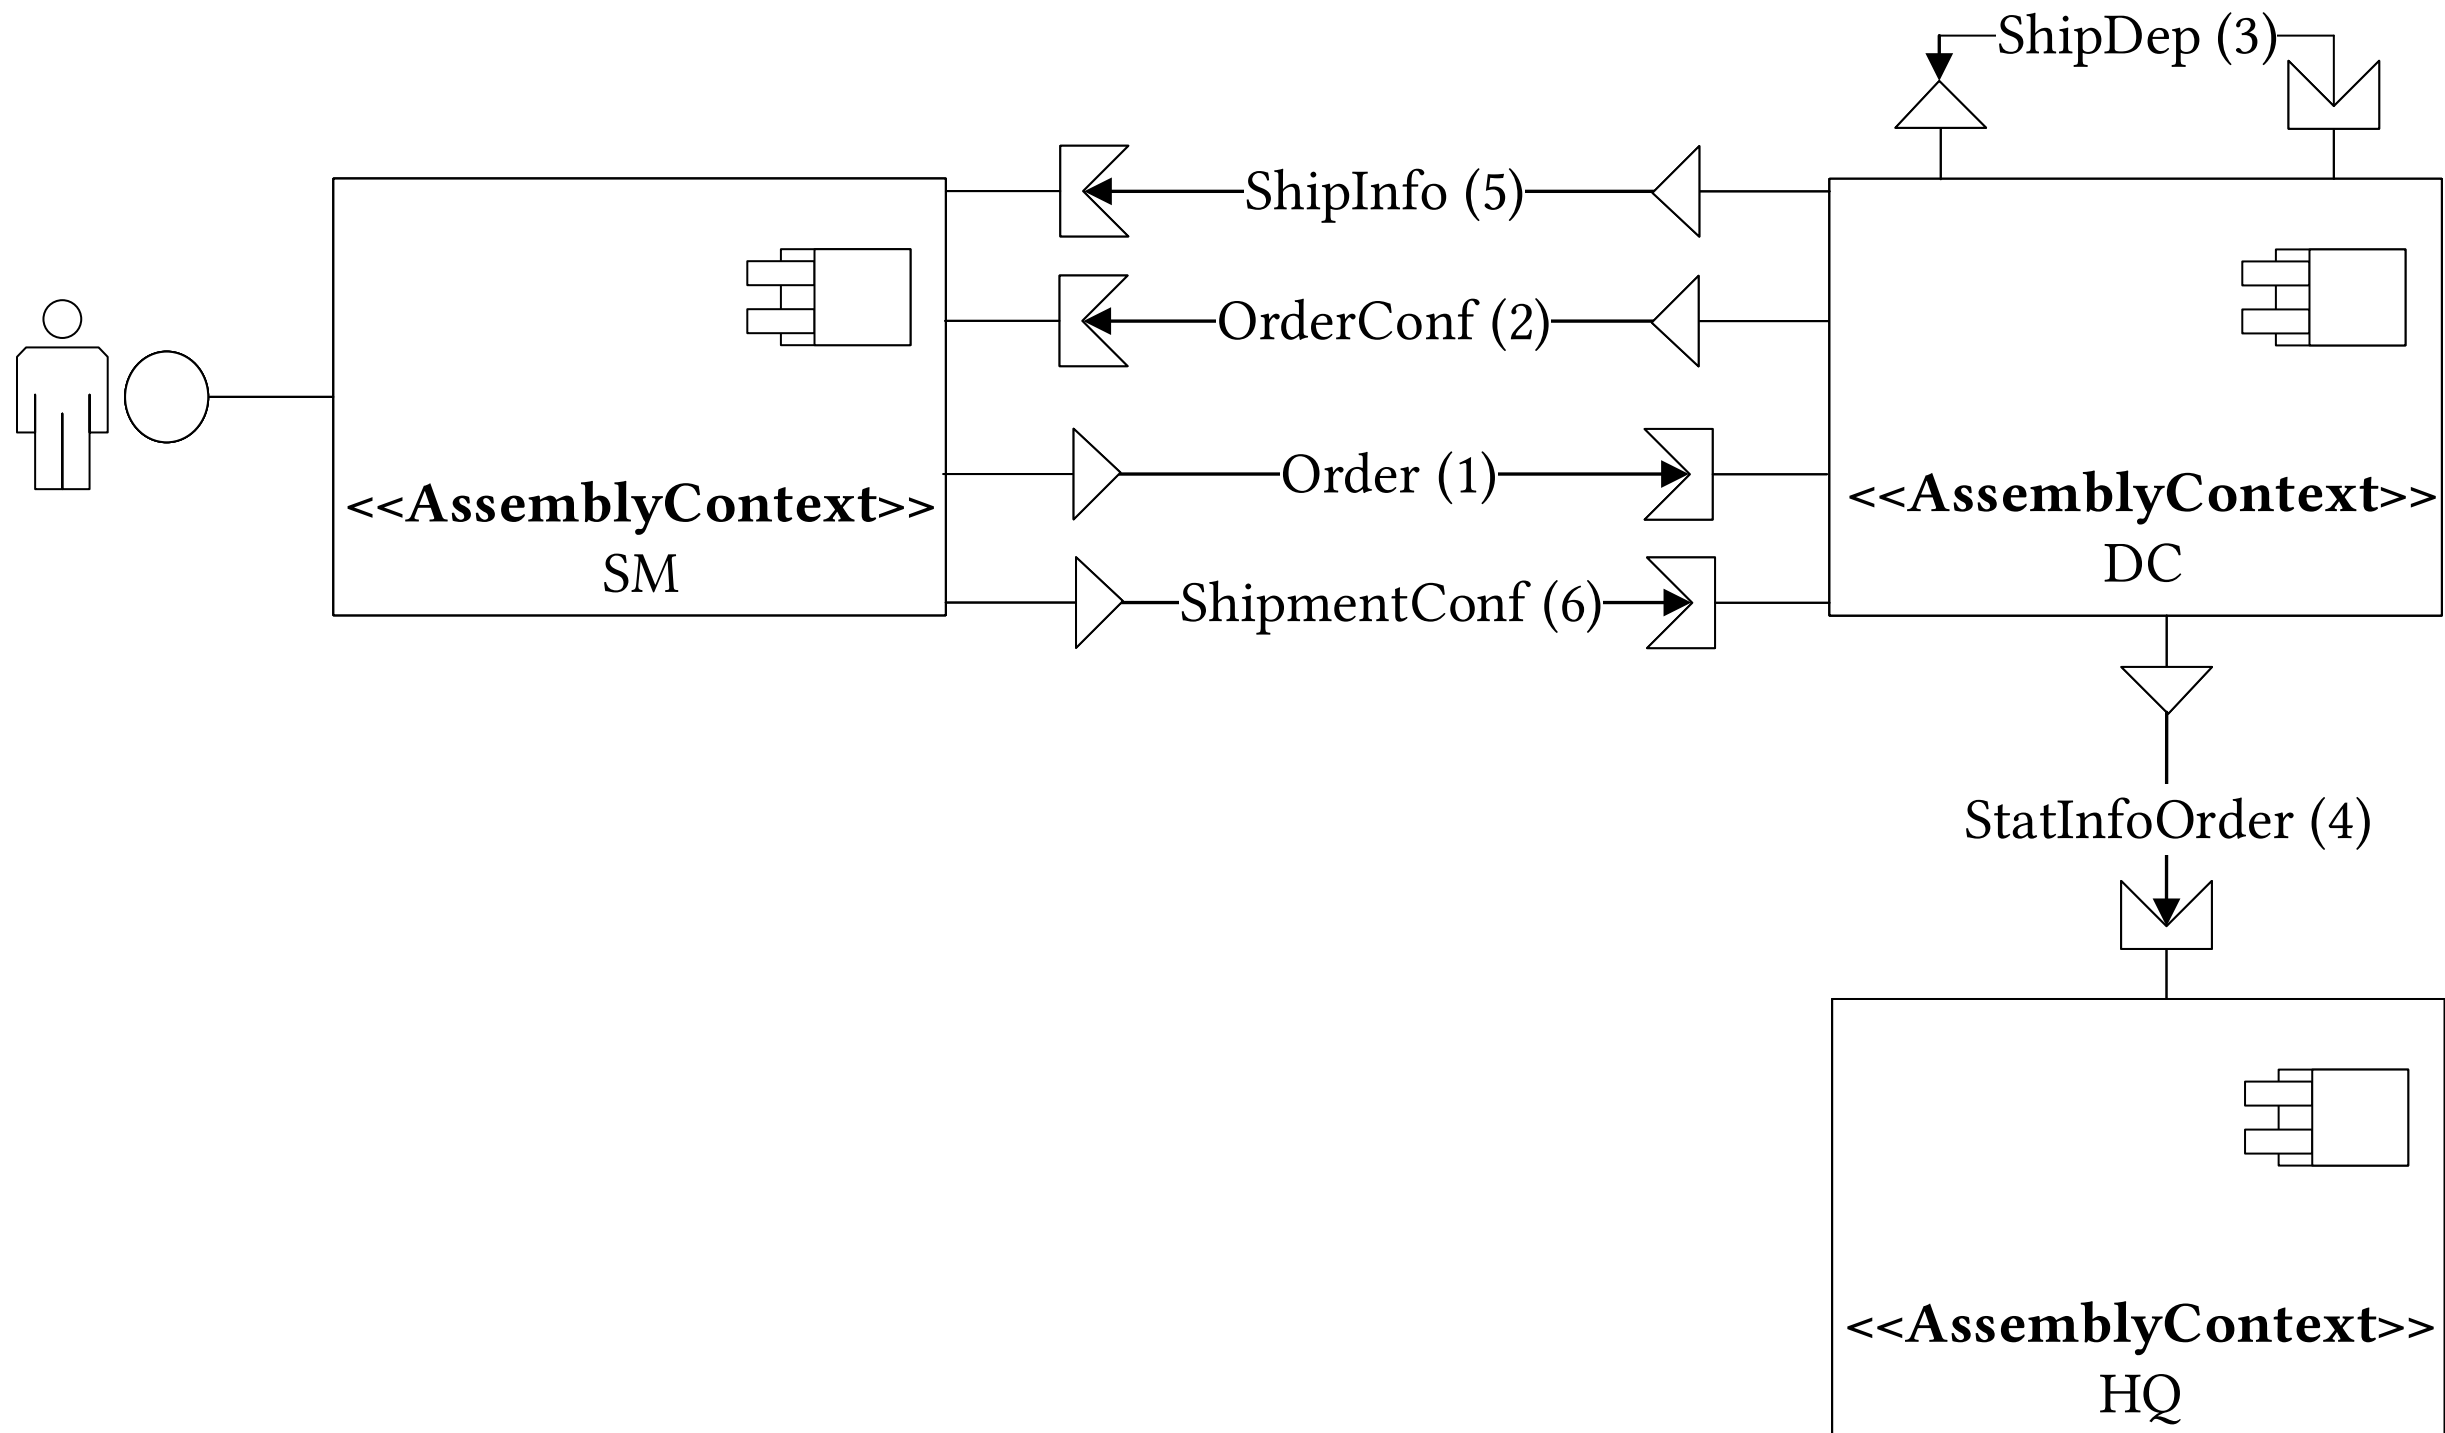 ShipDep (3)
ShipInfo (5)
OrderConf (2)
Order (1)
ShipmentConf (6)
<<AssemblyContext>>
SM
<<AssemblyContext>>
DC
StatInfoOrder (4)
<<AssemblyContext>>
HQ